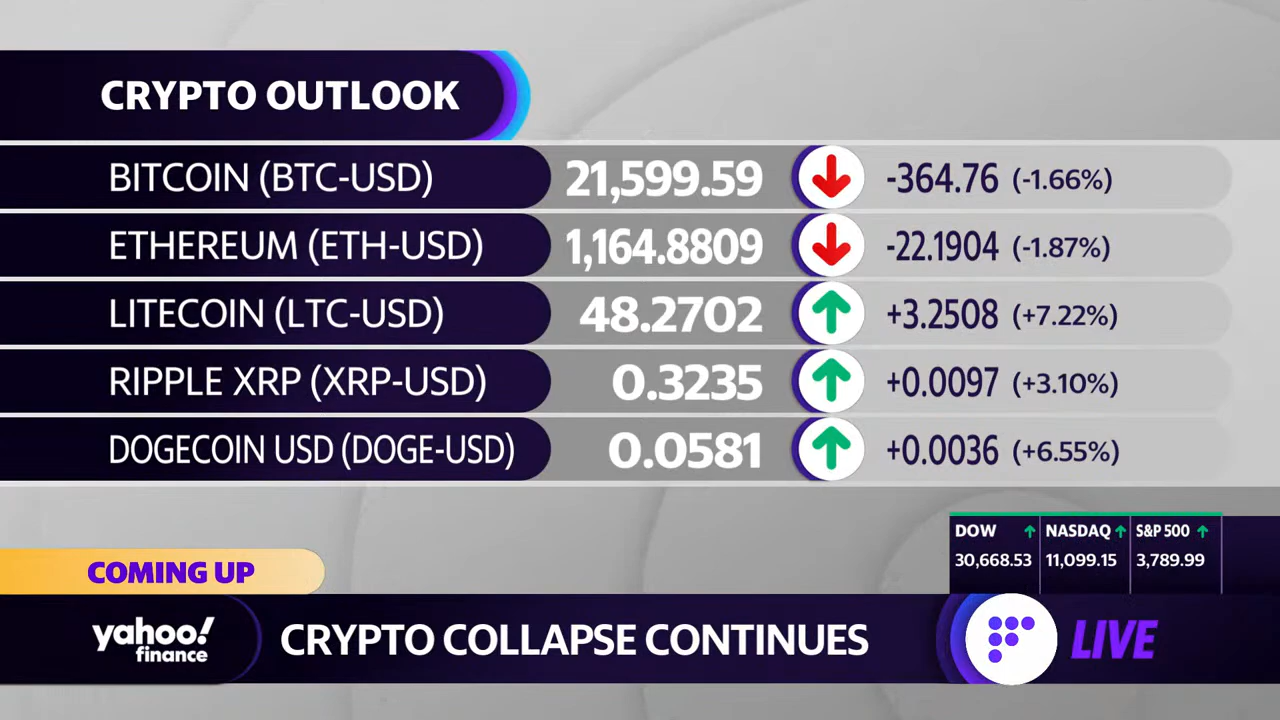 CRYPTO OUTLOOK
BITCOIN (BTC-USD) 21,599.59 -364.76 (-1.66%)
ETHEREUM (ETH-USD) 1,164.8809 -22.1904 (-1.87%)
LITECOIN (LTC-USD) 48.2702 +3.2508 (+7.22%)
RIPPLE XRP (XRP-USD) 0.3235 +0.0097 (+3.10%)
DOGECOIN USD (DOGE-USD) 0.0581 +0.0036 (+6.55%)
DOW NASDAQ S&P 500
30,668.53 11,099.15 3,789.99
COMING UP
yahoo!
finance
CRYPTO COLLAPSE CONTINUES
LIVE